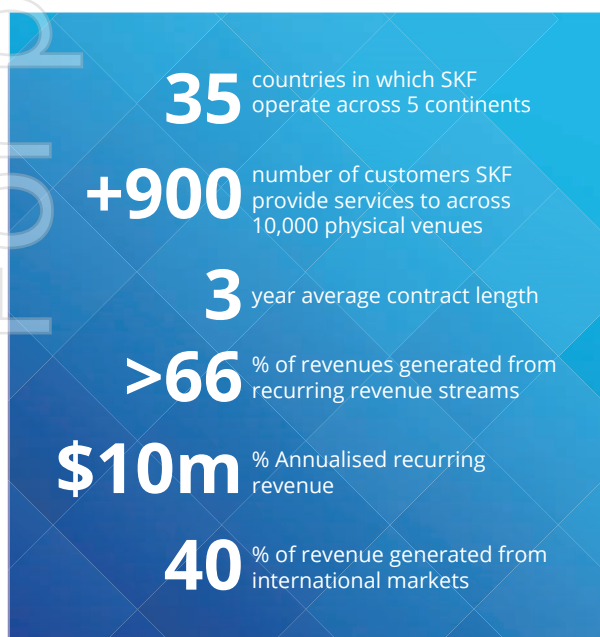 35
countries in which SKF
operate across 5 continents
+900
number of customers SKF
provide services to across
10,000 physical venues
3
year average contract length
>66
% of revenues generated from
recurring revenue streams
$10m
% Annualised recurring
revenue
40
% of revenue generated from
international markets
For p